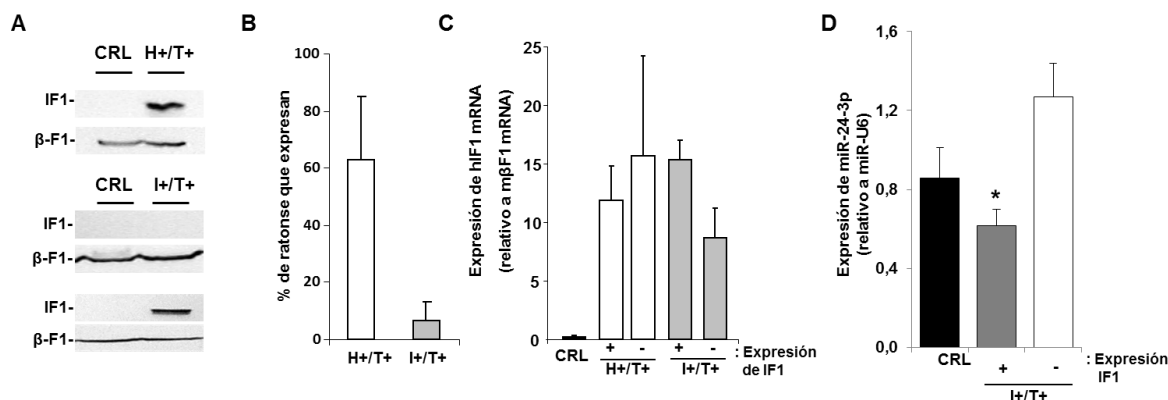 A
CRL H+/T+
IF1-
β-F1-
CRL I+/T+
IF1-
β-F1-
IF1-
β-F1-
B
% de ratonse que expresan
100
80
60
40
20
0
H+/T+ I+/T+
C
Expresión de hIF1 mRNA
(relativo a mβF1 mRNA)
25
20
15
10
5
0
CRL + - + - : Expresión
H+/T+ I+/T+ de IF1
D
Expresión de miR-24-3p
(relativo a miR-U6)
1,6
1,2
0,8
0,4
0,0
*
CRL + - : Expresión
IF1
I+/T+